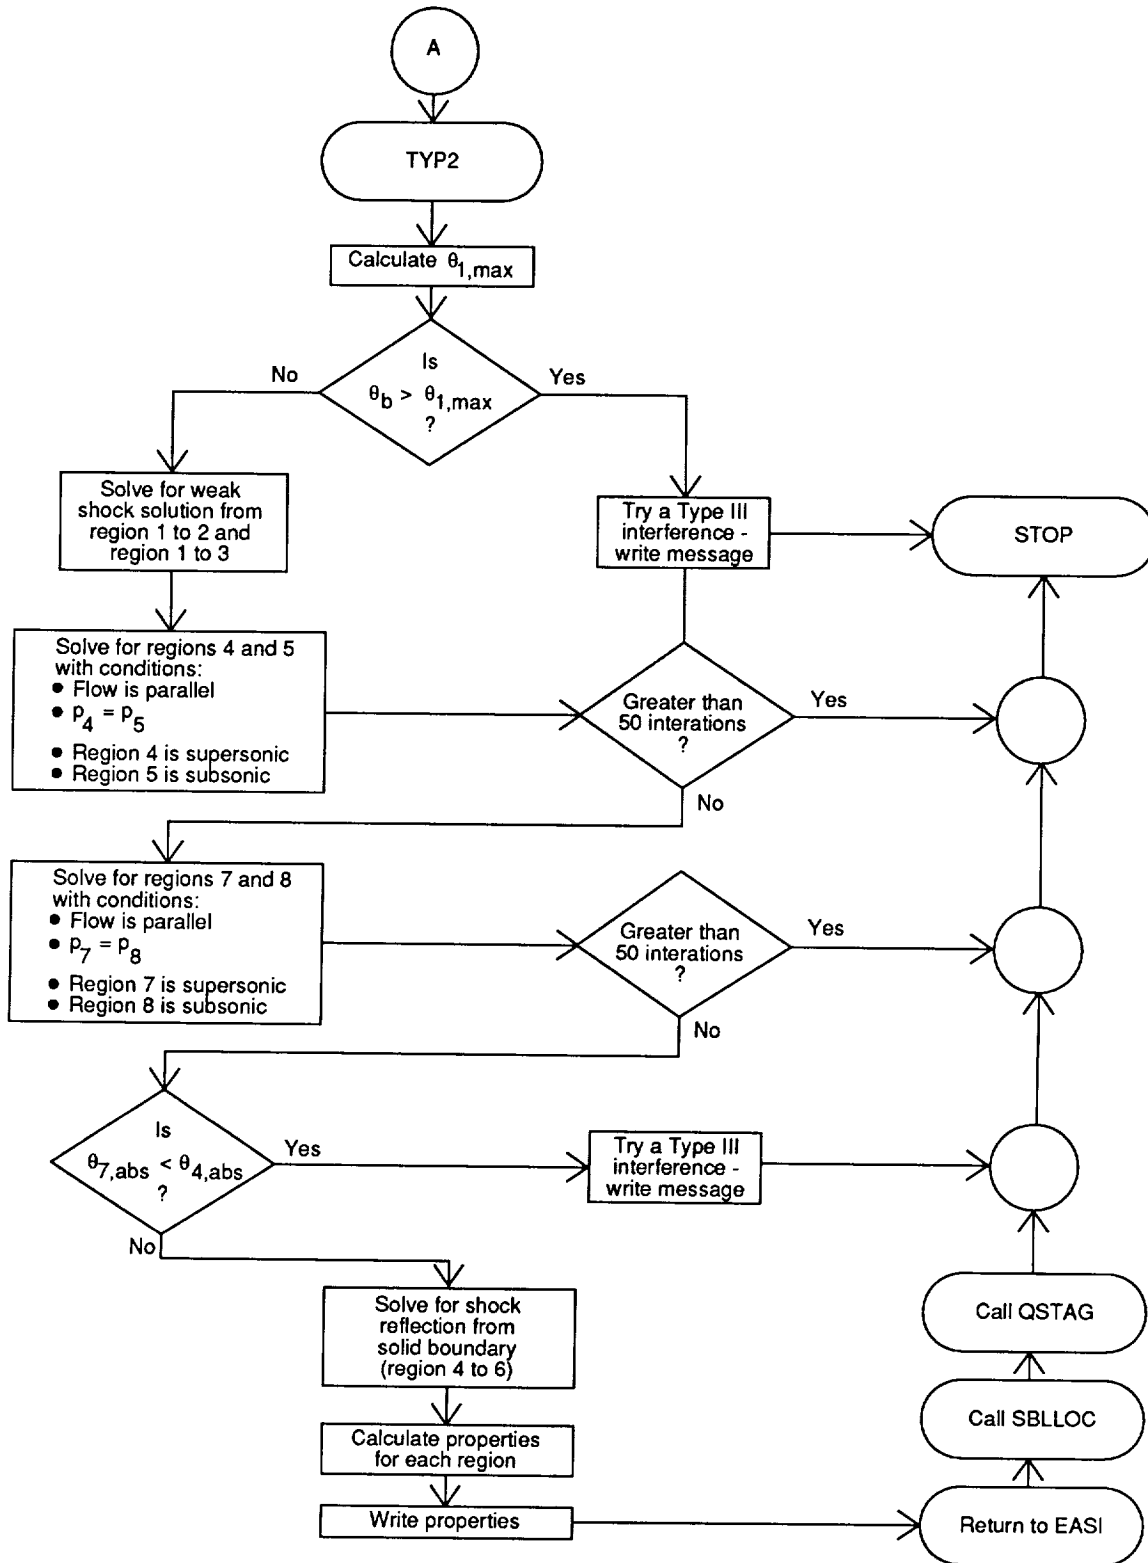 A
TYP2
Calculate θ1,max
Is
θb > θ1,max
?
No
Yes
Solve for weak
shock solution from
region 1 to 2 and
region 1 to 3
Try a Type III
interference -
write message
STOP
Solve for regions 4 and 5
with conditions:
● Flow is parallel
● p4 = p5
● Region 4 is supersonic
● Region 5 is subsonic
Greater than
50 interations
?
Yes
No
Solve for regions 7 and 8
with conditions:
● Flow is parallel
● p7 = p8
● Region 7 is supersonic
● Region 8 is subsonic
Greater than
50 interations
?
Yes
No
Is
θ7,abs < θ4,abs
?
Yes
Try a Type III
interference -
write message
No
Solve for shock
reflection from
solid boundary
(region 4 to 6)
Calculate properties
for each region
Write properties
Call QSTAG
Call SBLLOC
Return to EASI